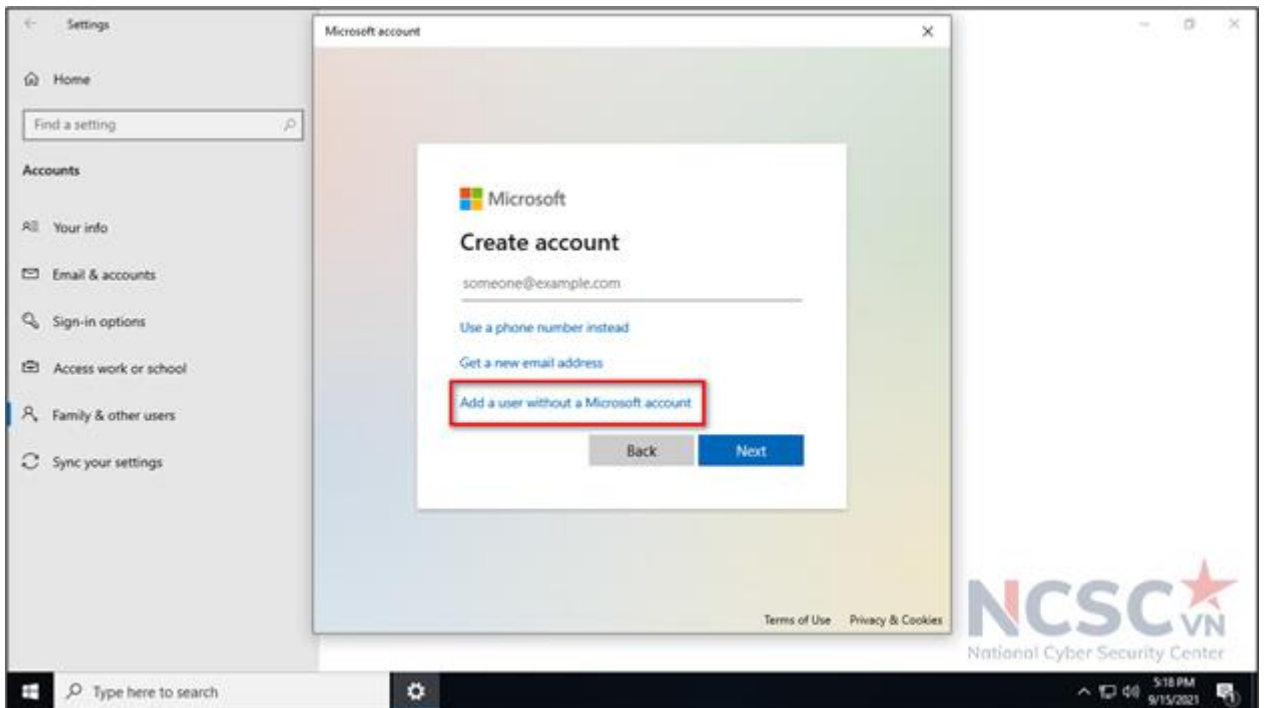 Settings
Home
Find a setting
Accounts
Your info
Email & accounts
Sign-in options
Access work or school
Family & other users
Sync your settings
Microsoft account
Microsoft
Create account
someone@example.com
Use a phone number instead
Get a new email address
Add a user without a Microsoft account
Back Next
Terms of Use Privacy & Cookies
NCSC VN
National Cyber Security Center
Type here to search
5:18 PM
9/15/2021